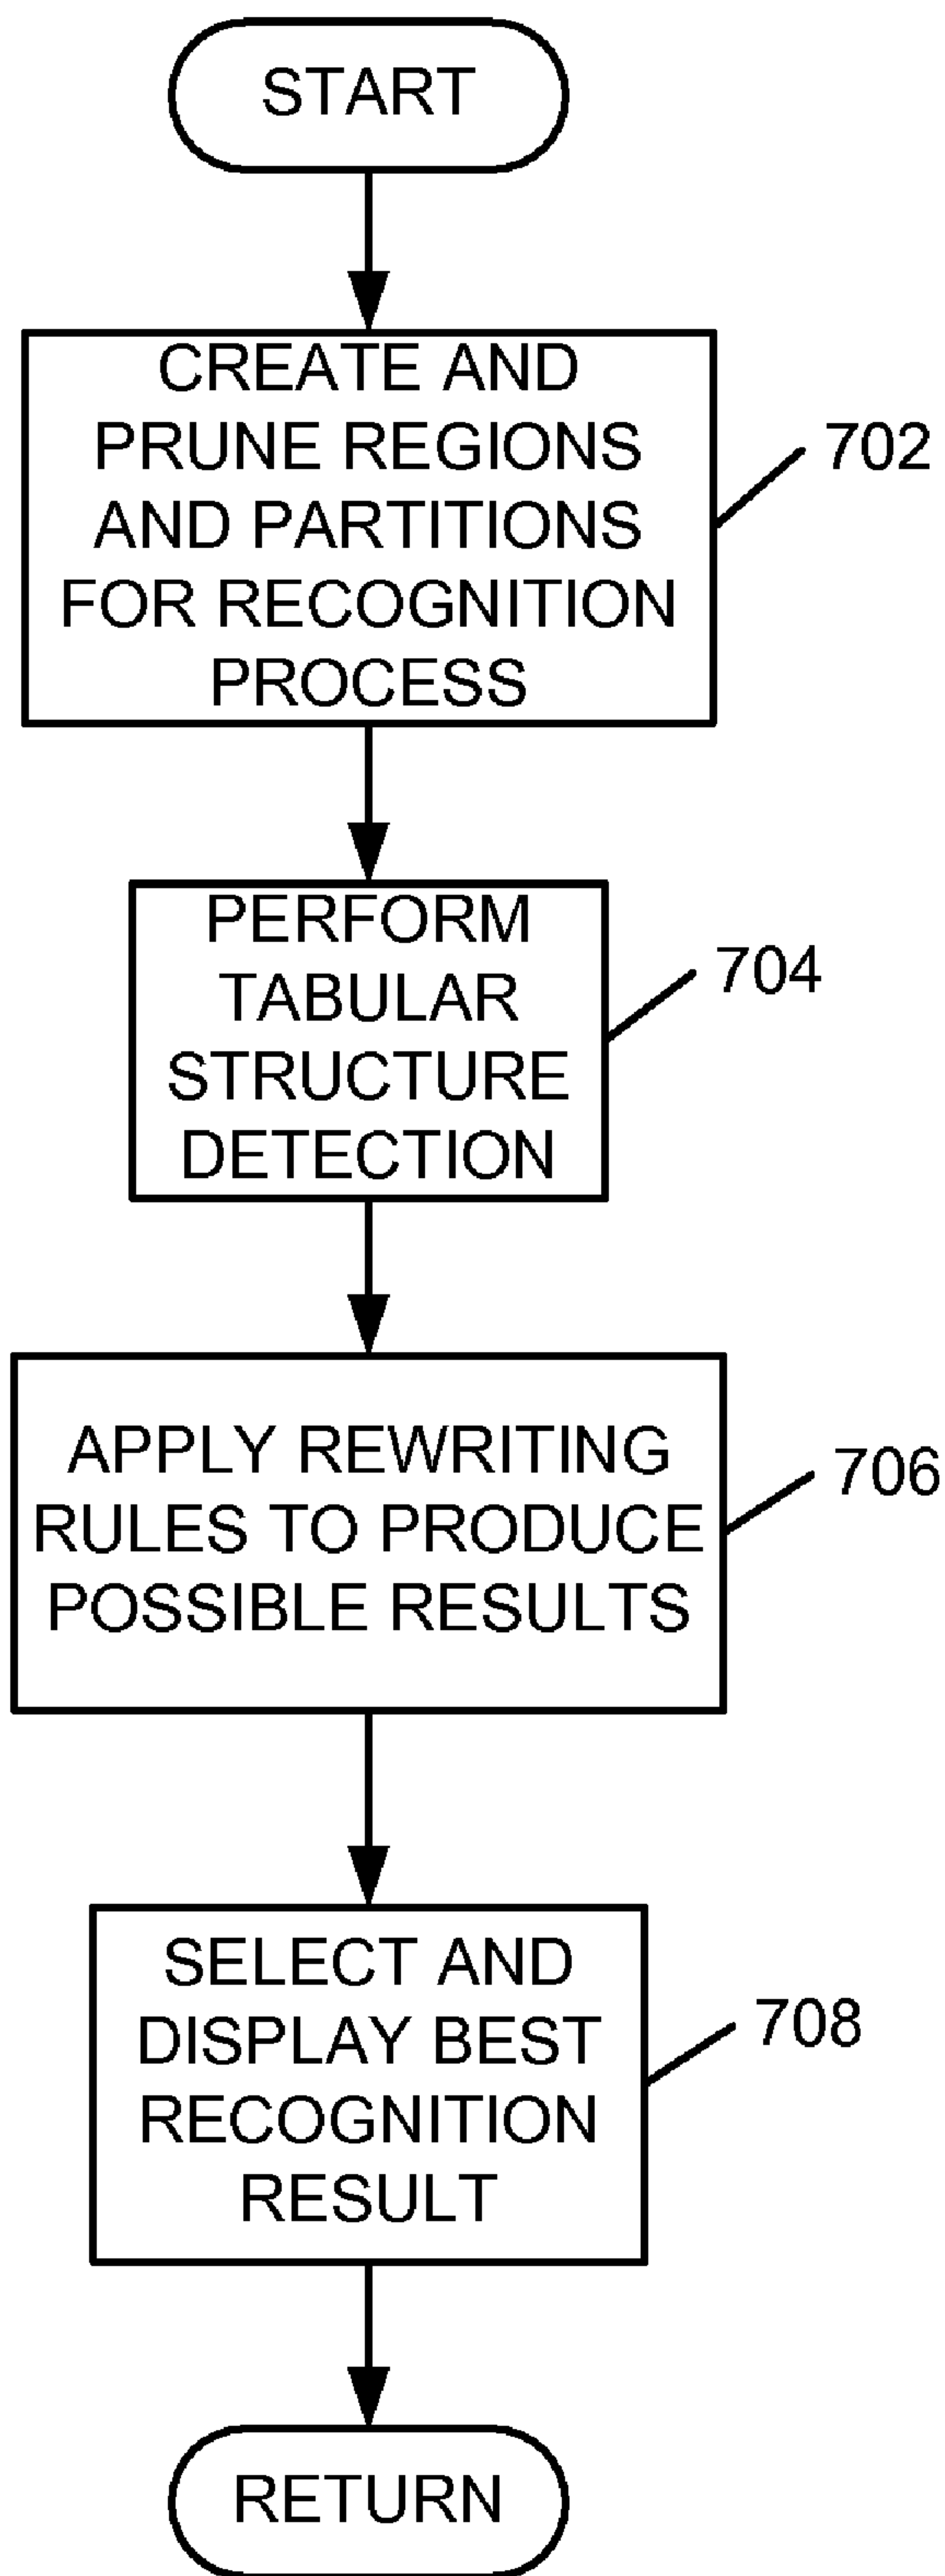 START
CREATE AND
PRUNE REGIONS
AND PARTITIONS
FOR RECOGNITION
PROCESS
702
PERFORM
TABULAR
STRUCTURE
DETECTION
704
APPLY REWRITING
RULES TO PRODUCE
POSSIBLE RESULTS
706
SELECT AND
DISPLAY BEST
RECOGNITION
RESULT
708
RETURN